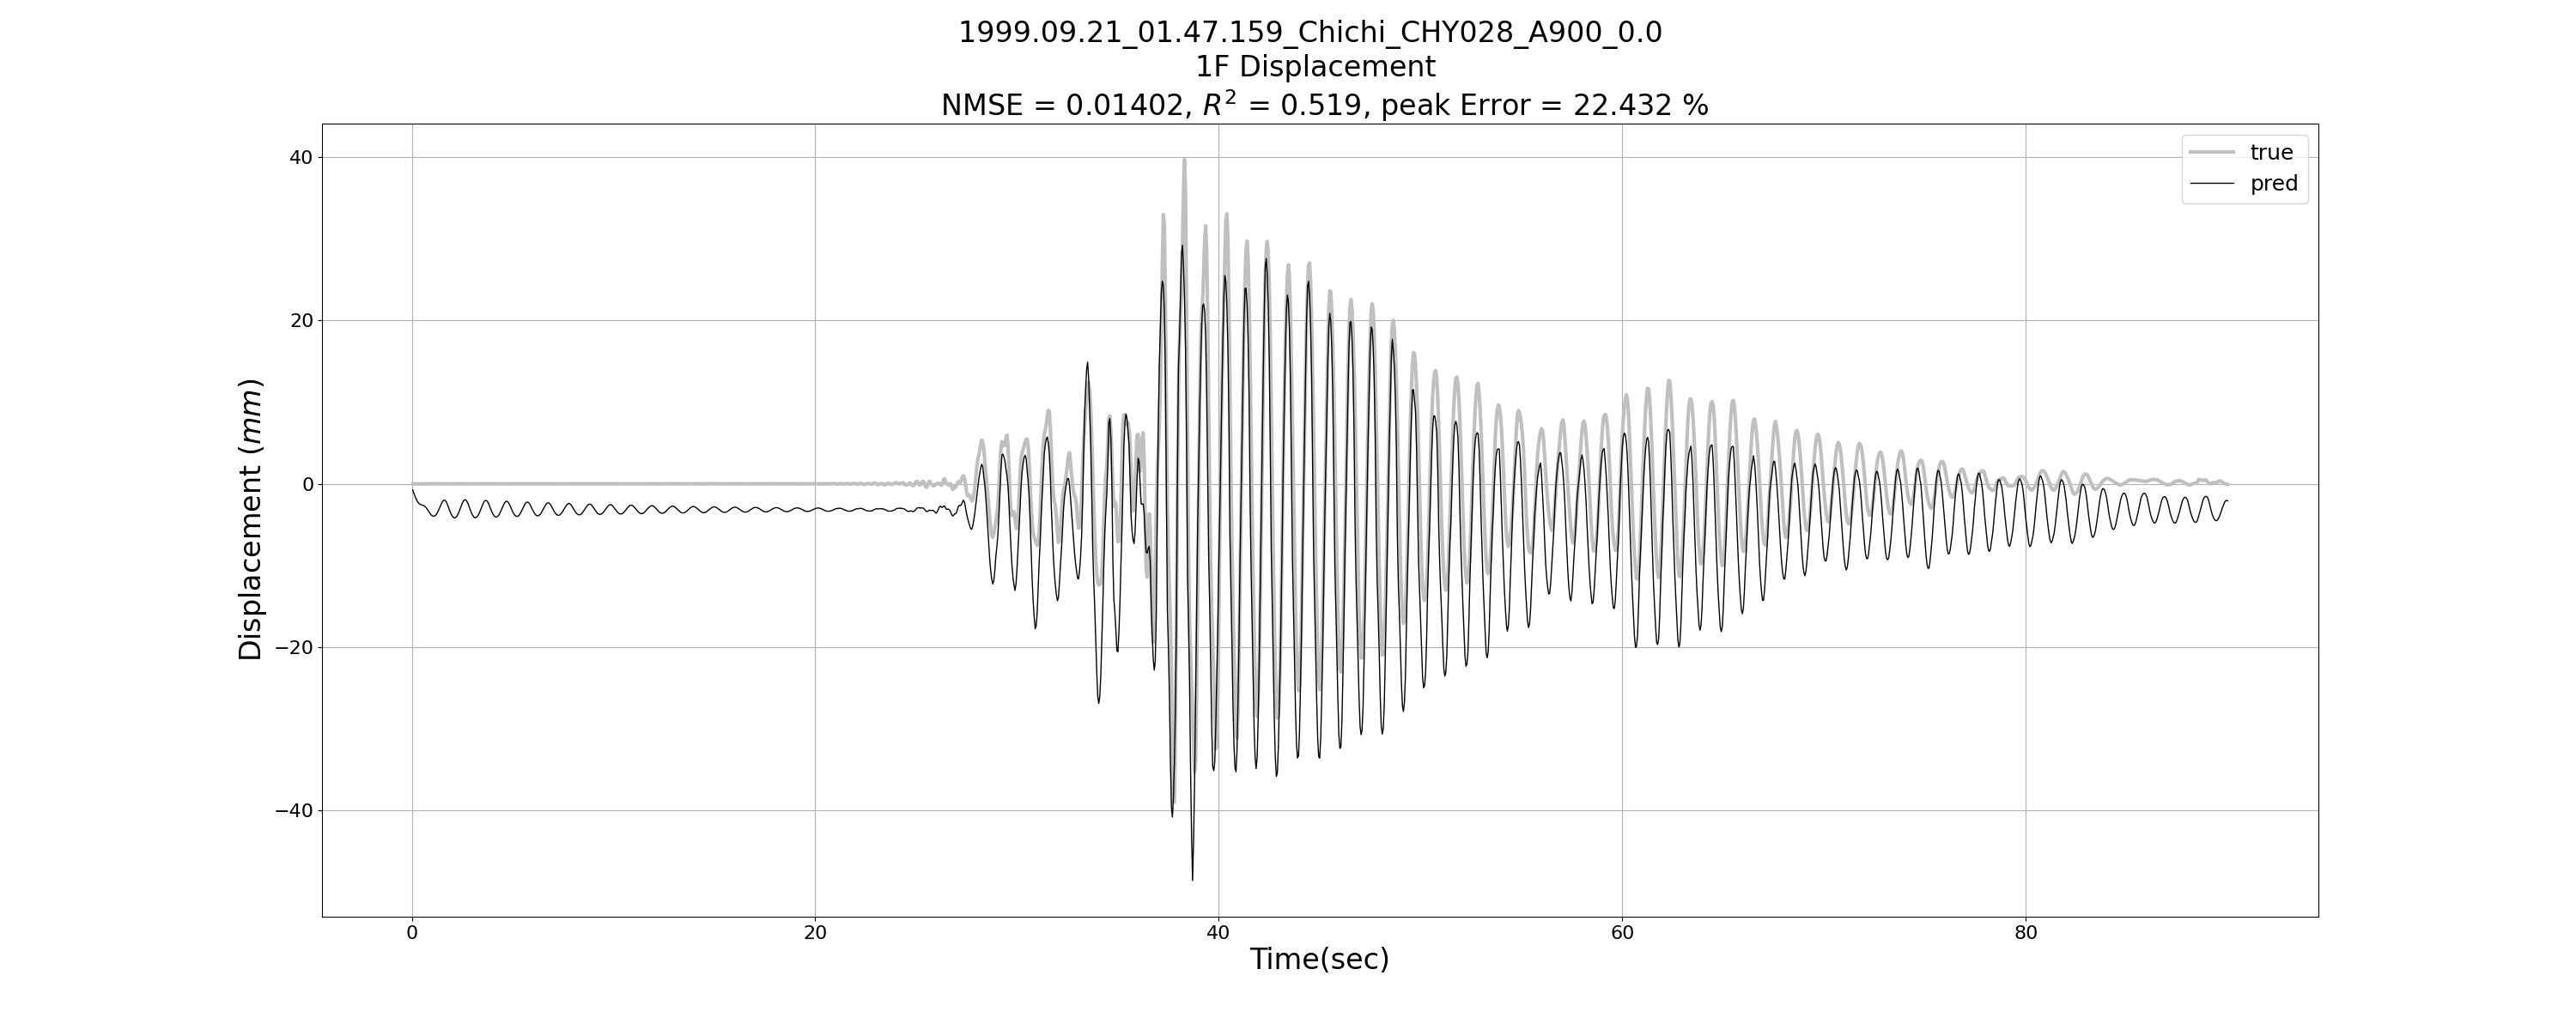 1999.09.21_01.47.159_Chichi_CHY028_A900_0.0
1F Displacement
NMSE = 0.01402, R² = 0.519, peak Error = 22.432 %
true
pred
Displacement (mm)
40
20
0
−20
−40
0
20
40
60
80
Time(sec)